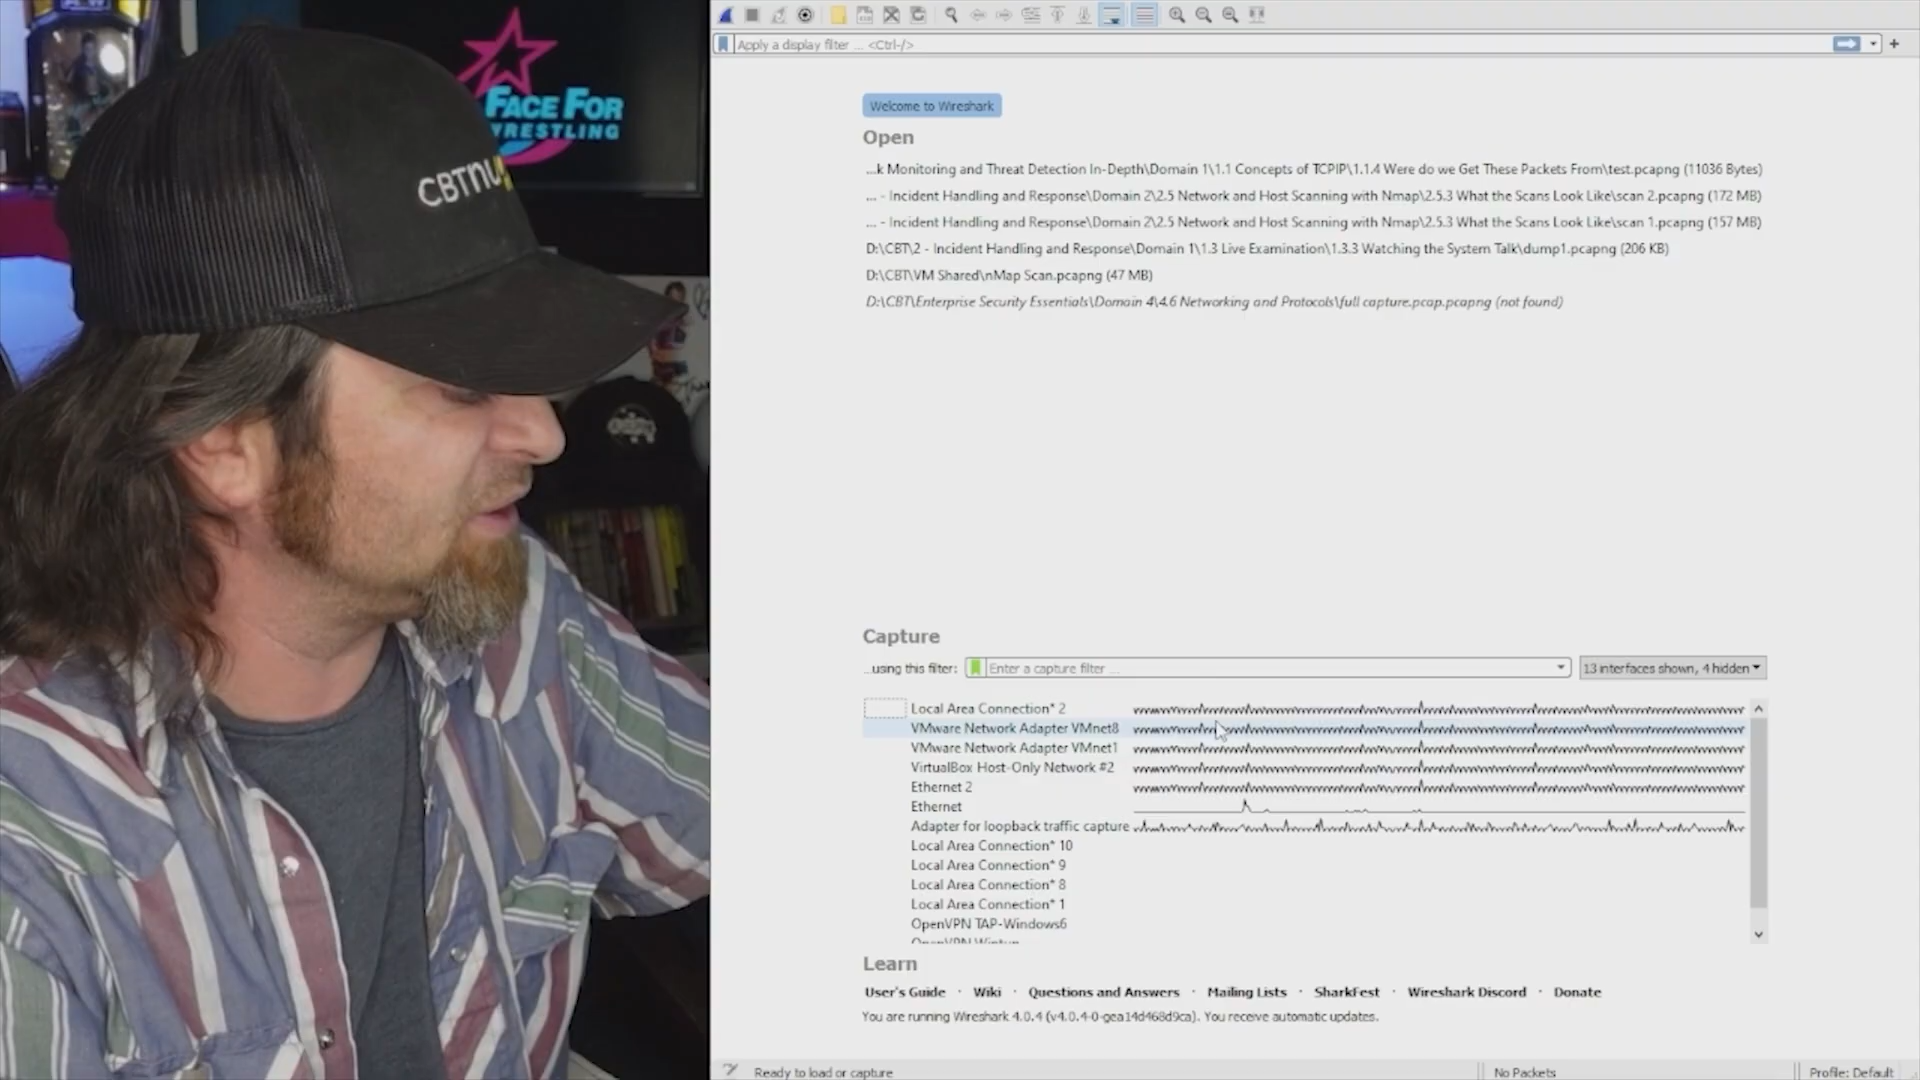 FACE FOR
WRESTLING
CBTNU
Apply a display filter ... <Ctrl-/>
Welcome to Wireshark
Open
...k Monitoring and Threat Detection In-Depth\Domain 1\1.1 Concepts of TCPIP\1.1.4 Were do we Get These Packets From\test.pcapng (11036 Bytes)
... - Incident Handling and Response\Domain 2\2.5 Network and Host Scanning with Nmap\2.5.3 What the Scans Look Like\scan 2.pcapng (172 MB)
... - Incident Handling and Response\Domain 2\2.5 Network and Host Scanning with Nmap\2.5.3 What the Scans Look Like\scan 1.pcapng (157 MB)
D:\CBT\2 - Incident Handling and Response\Domain 1\1.3 Live Examination\1.3.3 Watching the System Talk\dump1.pcapng (206 KB)
D:\CBT\VM Shared\nMap Scan.pcapng (47 MB)
D:\CBT\Enterprise Security Essentials\Domain 4\4.6 Networking and Protocols\full capture.pcap.pcapng (not found)
Capture
...using this filter: Enter a capture filter ... 13 interfaces shown, 4 hidden
Local Area Connection* 2
VMware Network Adapter VMnet8
VMware Network Adapter VMnet1
VirtualBox Host-Only Network #2
Ethernet 2
Ethernet
Adapter for loopback traffic capture
Local Area Connection* 10
Local Area Connection* 9
Local Area Connection* 8
Local Area Connection* 1
OpenVPN TAP-Windows6
OpenVPN Wintun
Learn
User's Guide · Wiki · Questions and Answers · Mailing Lists · SharkFest · Wireshark Discord · Donate
You are running Wireshark 4.0.4 (v4.0.4-0-gea14d468d9ca). You receive automatic updates.
Ready to load or capture No Packets Profile: Default